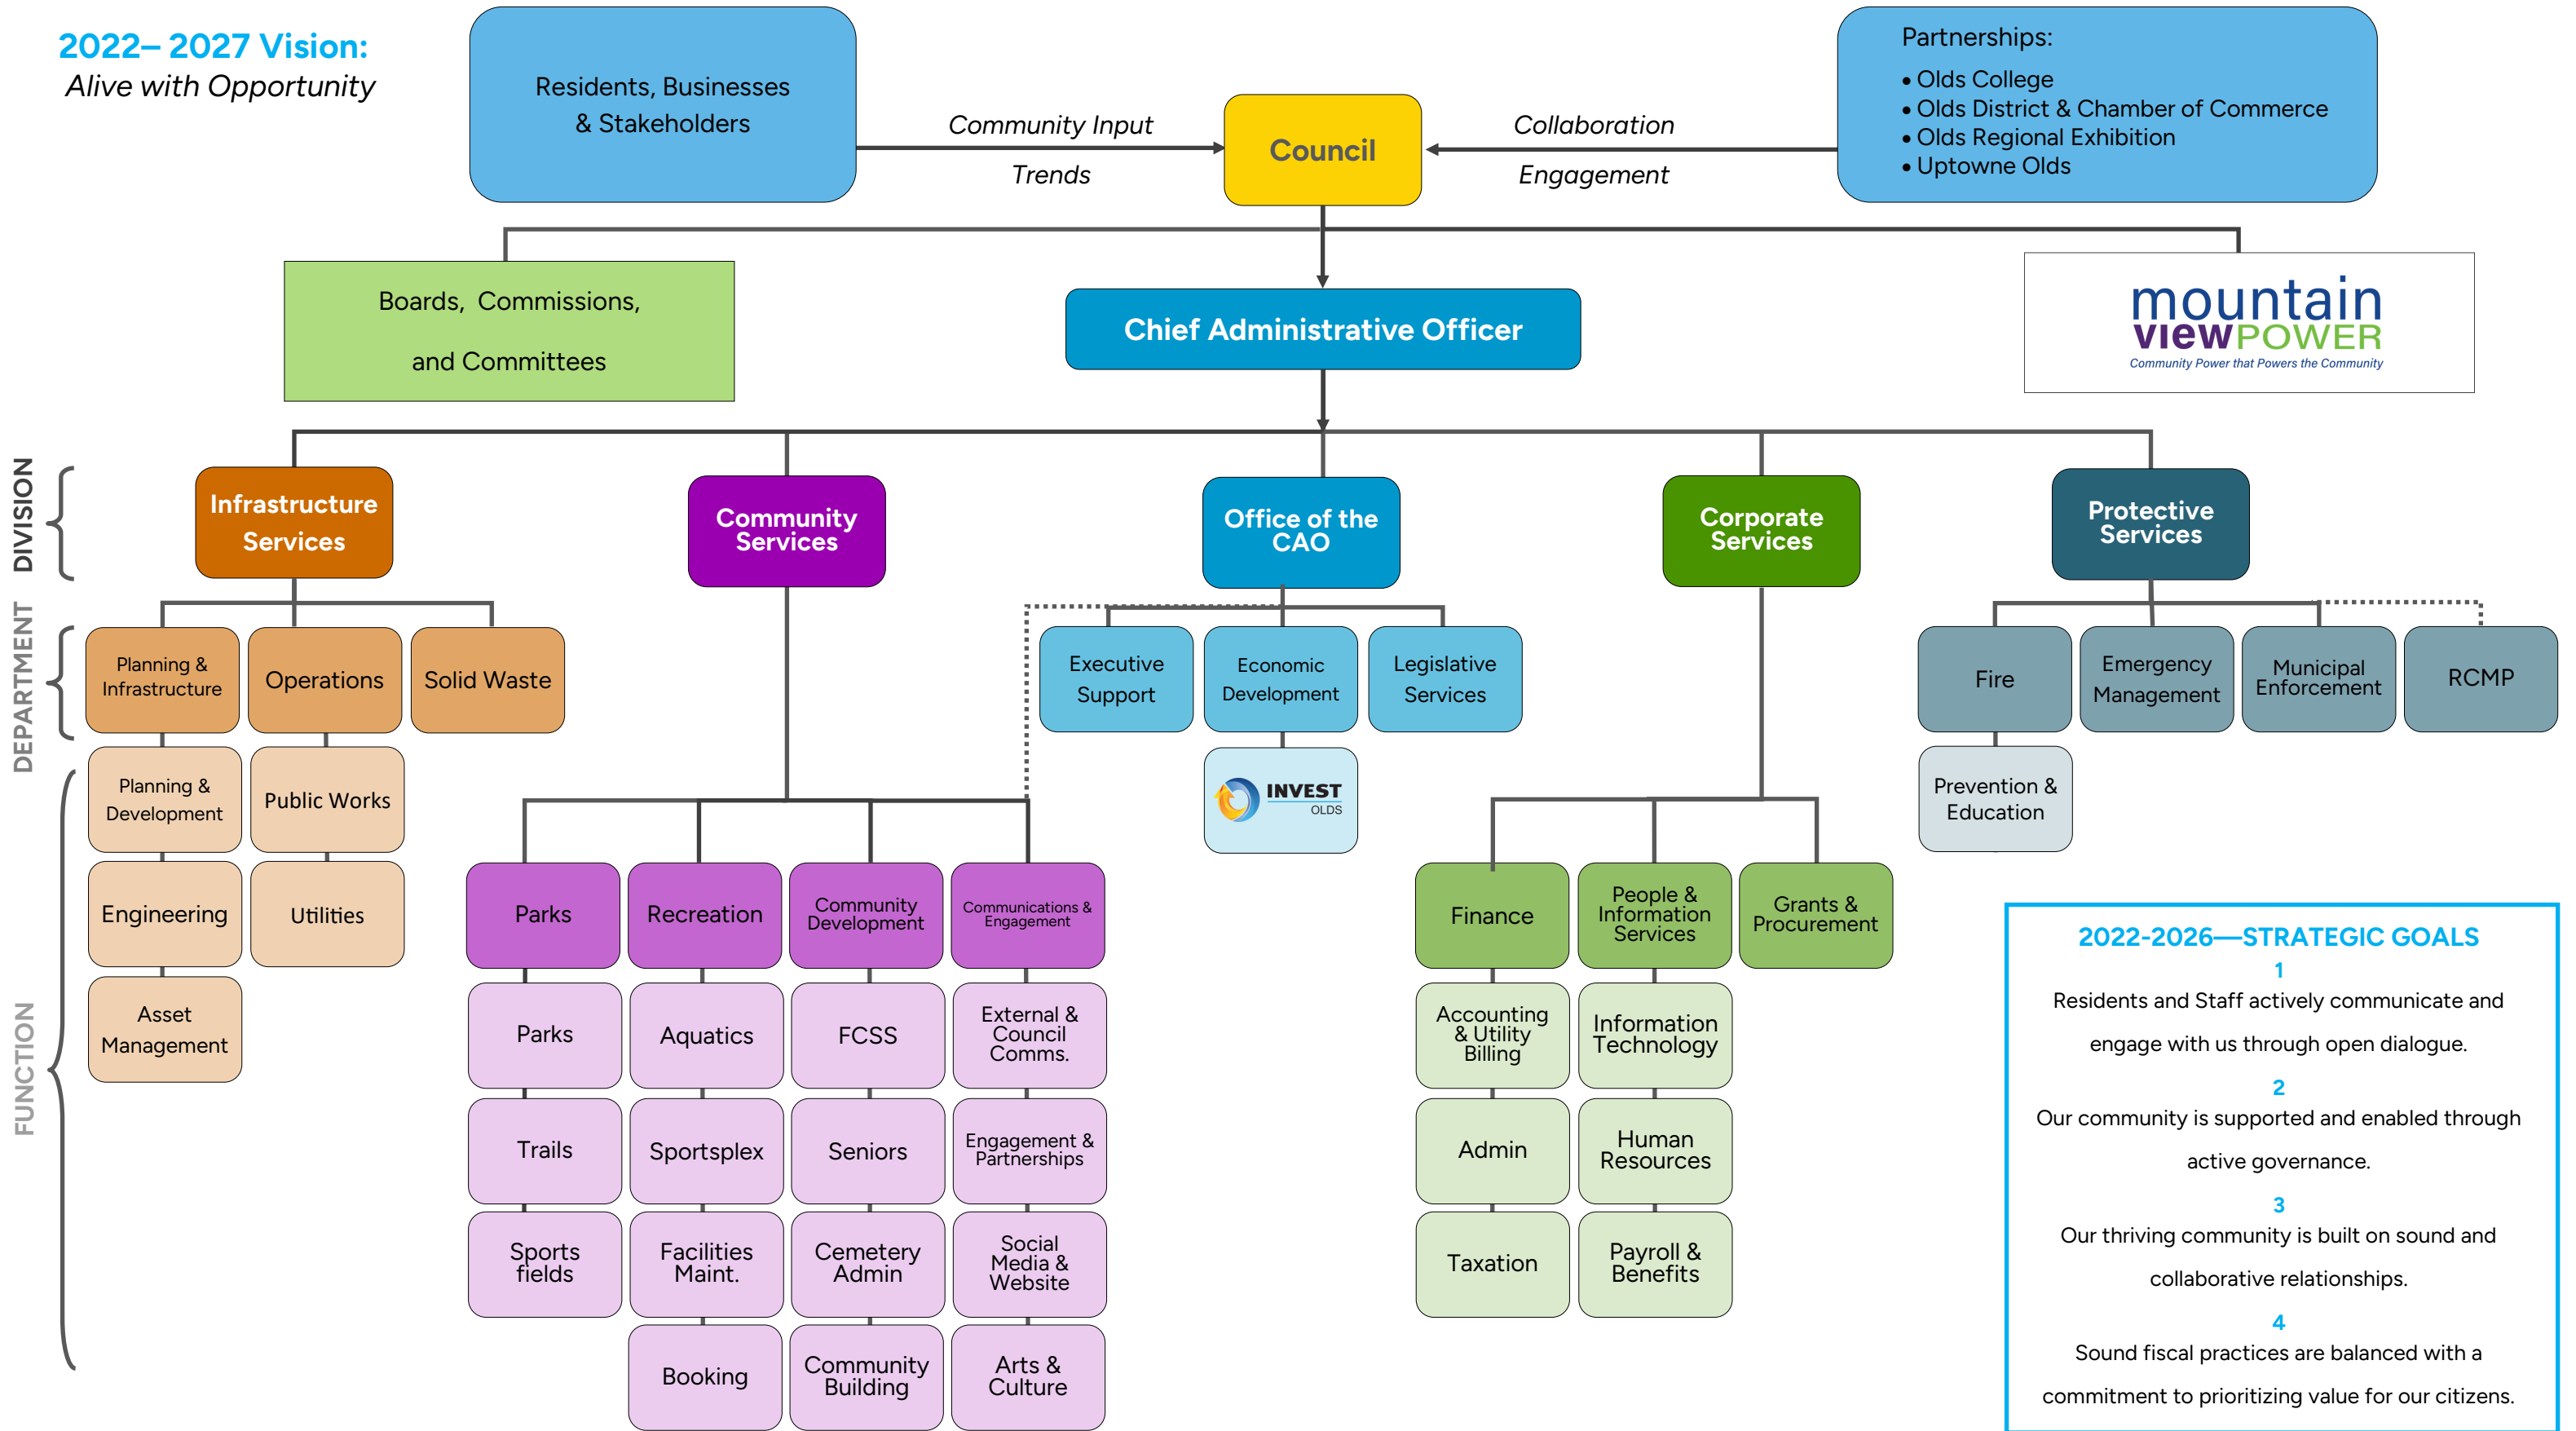 2022– 2027 Vision:
Alive with Opportunity
Residents, Businesses
& Stakeholders
Community Input
Trends
Council
Collaboration
Engagement
Partnerships:
• Olds College
• Olds District & Chamber of Commerce
• Olds Regional Exhibition
• Uptowne Olds
Boards, Commissions,
and Committees
Chief Administrative Officer
mountain
viewPOWER
Community Power that Powers the Community
DIVISION
Infrastructure
Services
Community
Services
Office of the
CAO
Corporate
Services
Protective
Services
DEPARTMENT
Planning &
Infrastructure
Operations
Solid Waste
Executive
Support
Economic
Development
Legislative
Services
Fire
Emergency
Management
Municipal
Enforcement
RCMP
FUNCTION
Planning &
Development
Public Works
INVEST
OLDS
Prevention &
Education
Engineering
Utilities
Asset
Management
Parks
Recreation
Community
Development
Communications &
Engagement
Finance
People &
Information
Services
Grants &
Procurement
Parks
Aquatics
FCSS
External &
Council
Comms.
Accounting
& Utility
Billing
Information
Technology
Trails
Sportsplex
Seniors
Engagement &
Partnerships
Admin
Human
Resources
Sports
fields
Facilities
Maint.
Cemetery
Admin
Social
Media &
Website
Taxation
Payroll &
Benefits
Booking
Community
Building
Arts &
Culture
2022-2026—STRATEGIC GOALS
1
Residents and Staff actively communicate and
engage with us through open dialogue.
2
Our community is supported and enabled through
active governance.
3
Our thriving community is built on sound and
collaborative relationships.
4
Sound fiscal practices are balanced with a
commitment to prioritizing value for our citizens.